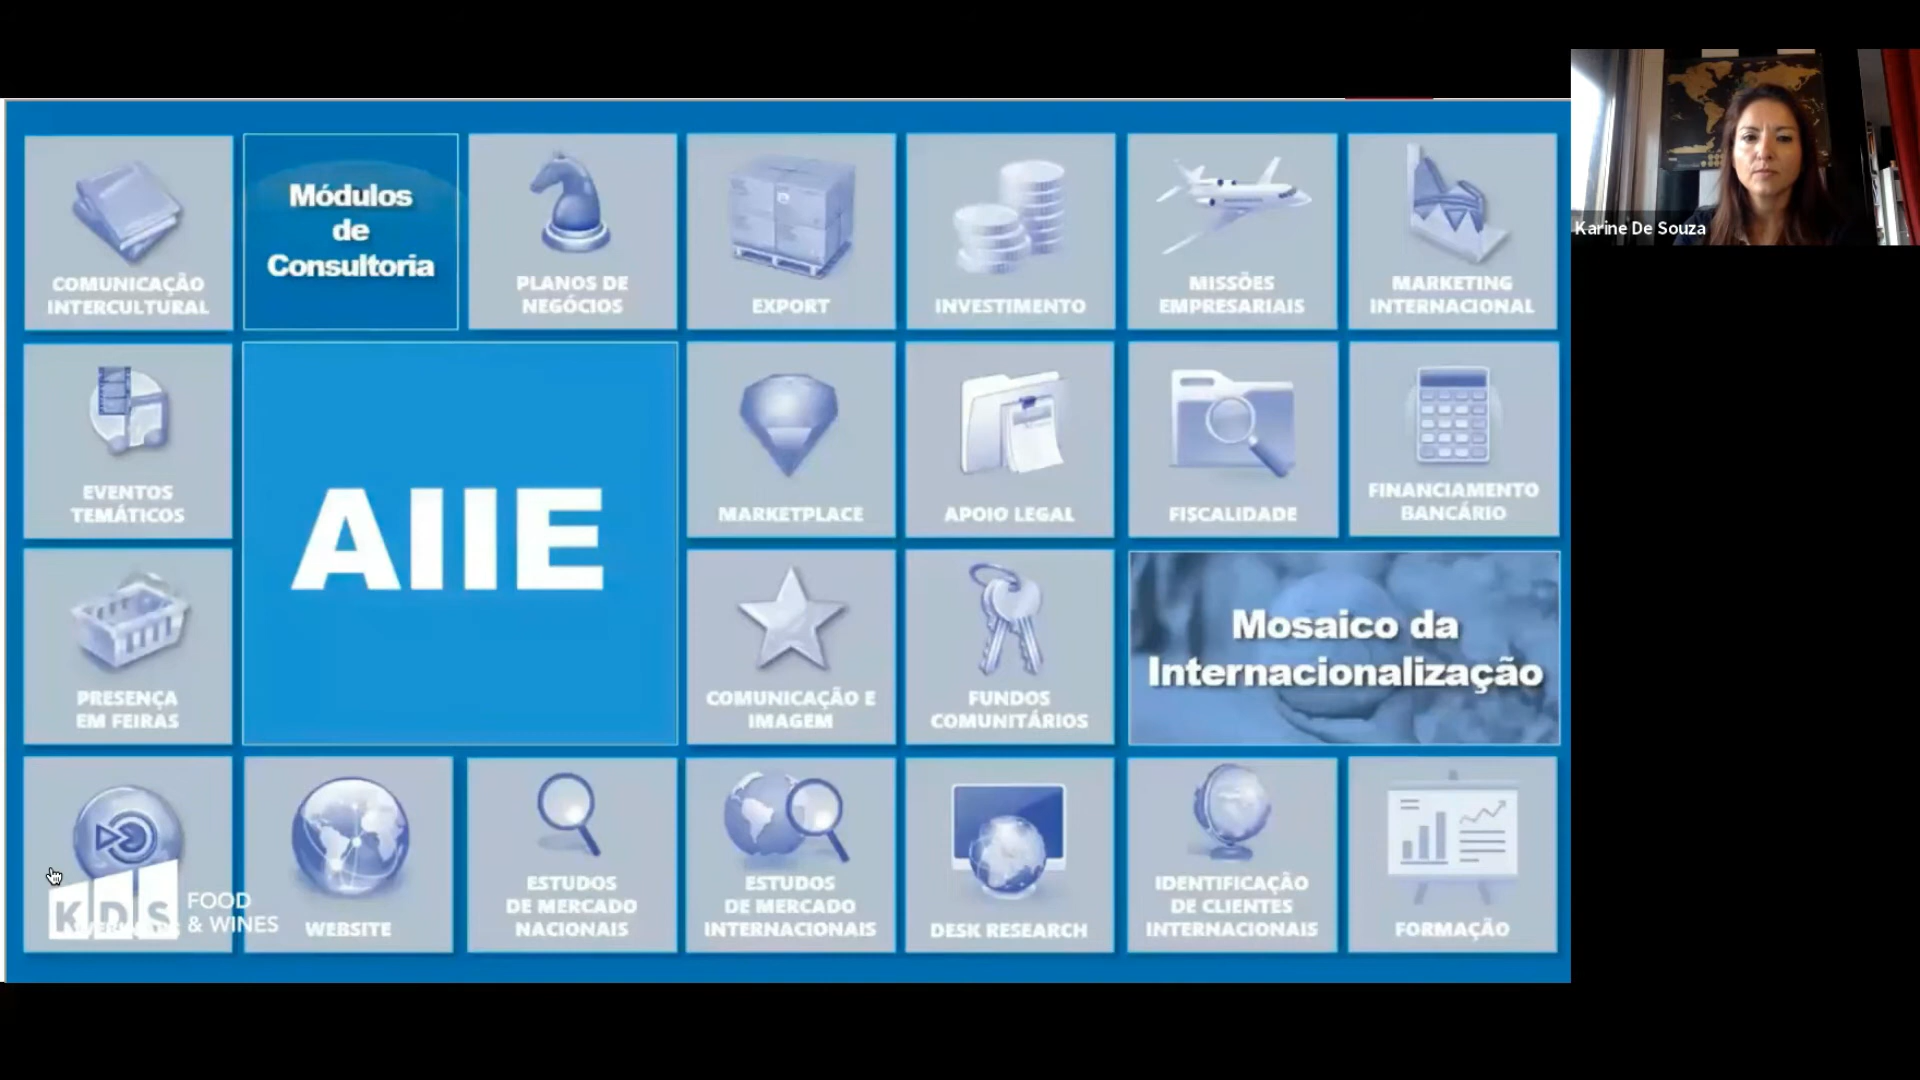 COMUNICAÇÃO
INTERCULTURAL
Módulos
de
Consultoria
PLANOS DE
NEGÓCIOS
EXPORT
INVESTIMENTO
MISSÕES
EMPRESARIAIS
MARKETING
INTERNACIONAL
Karine De Souza
EVENTOS
TEMÁTICOS
AIIE
MARKETPLACE
APOIO LEGAL
FISCALIDADE
FINANCIAMENTO
BANCÁRIO
PRESENÇA
EM FEIRAS
COMUNICAÇÃO E
IMAGEM
FUNDOS
COMUNITÁRIOS
Mosaico da
Internacionalização
KDS
FOOD
& WINES
WEBSITE
ESTUDOS
DE MERCADO
NACIONAIS
ESTUDOS
DE MERCADO
INTERNACIONAIS
DESK RESEARCH
IDENTIFICAÇÃO
DE CLIENTES
INTERNACIONAIS
FORMAÇÃO